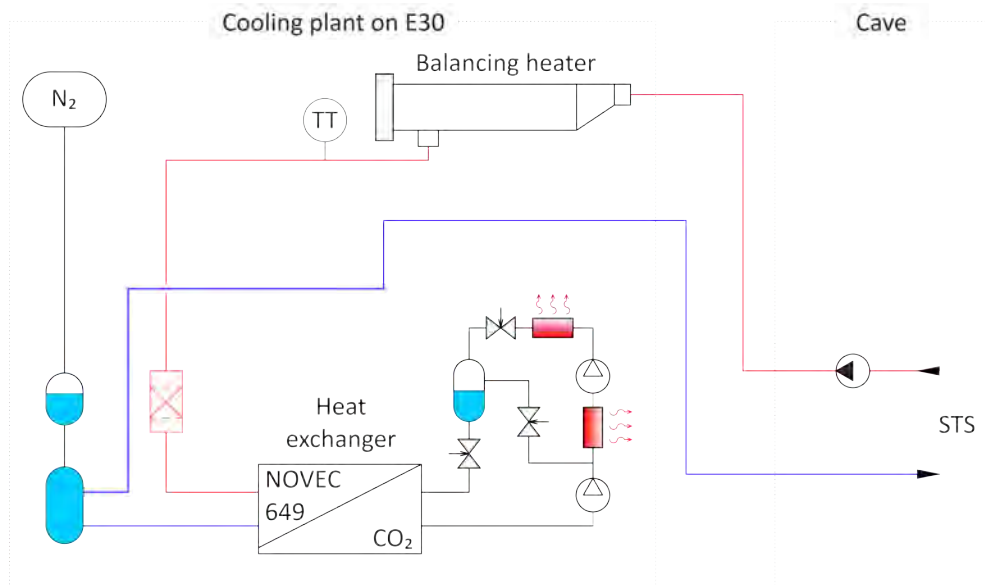 Cooling plant on E30
Cave
Balancing heater
N₂
TT
Heat
exchanger
STS
NOVEC
649
CO₂